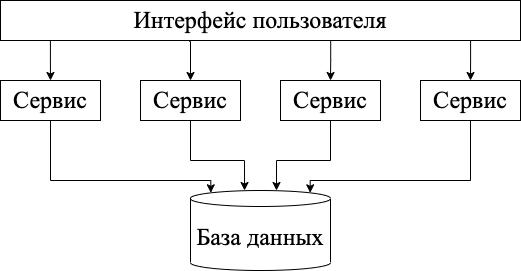 Интерфейс пользователя
Сервис
Сервис
Сервис
Сервис
База данных